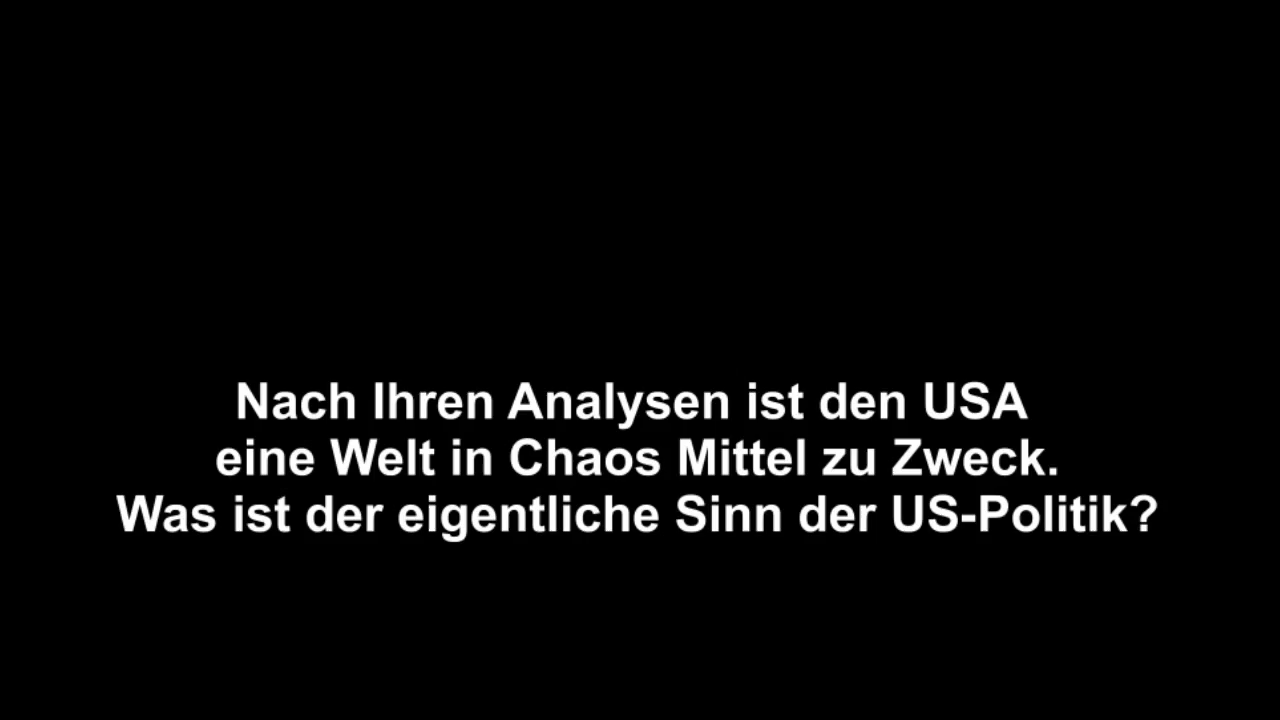 Nach Ihren Analysen ist den USA
eine Welt in Chaos Mittel zu Zweck.
Was ist der eigentliche Sinn der US-Politik?